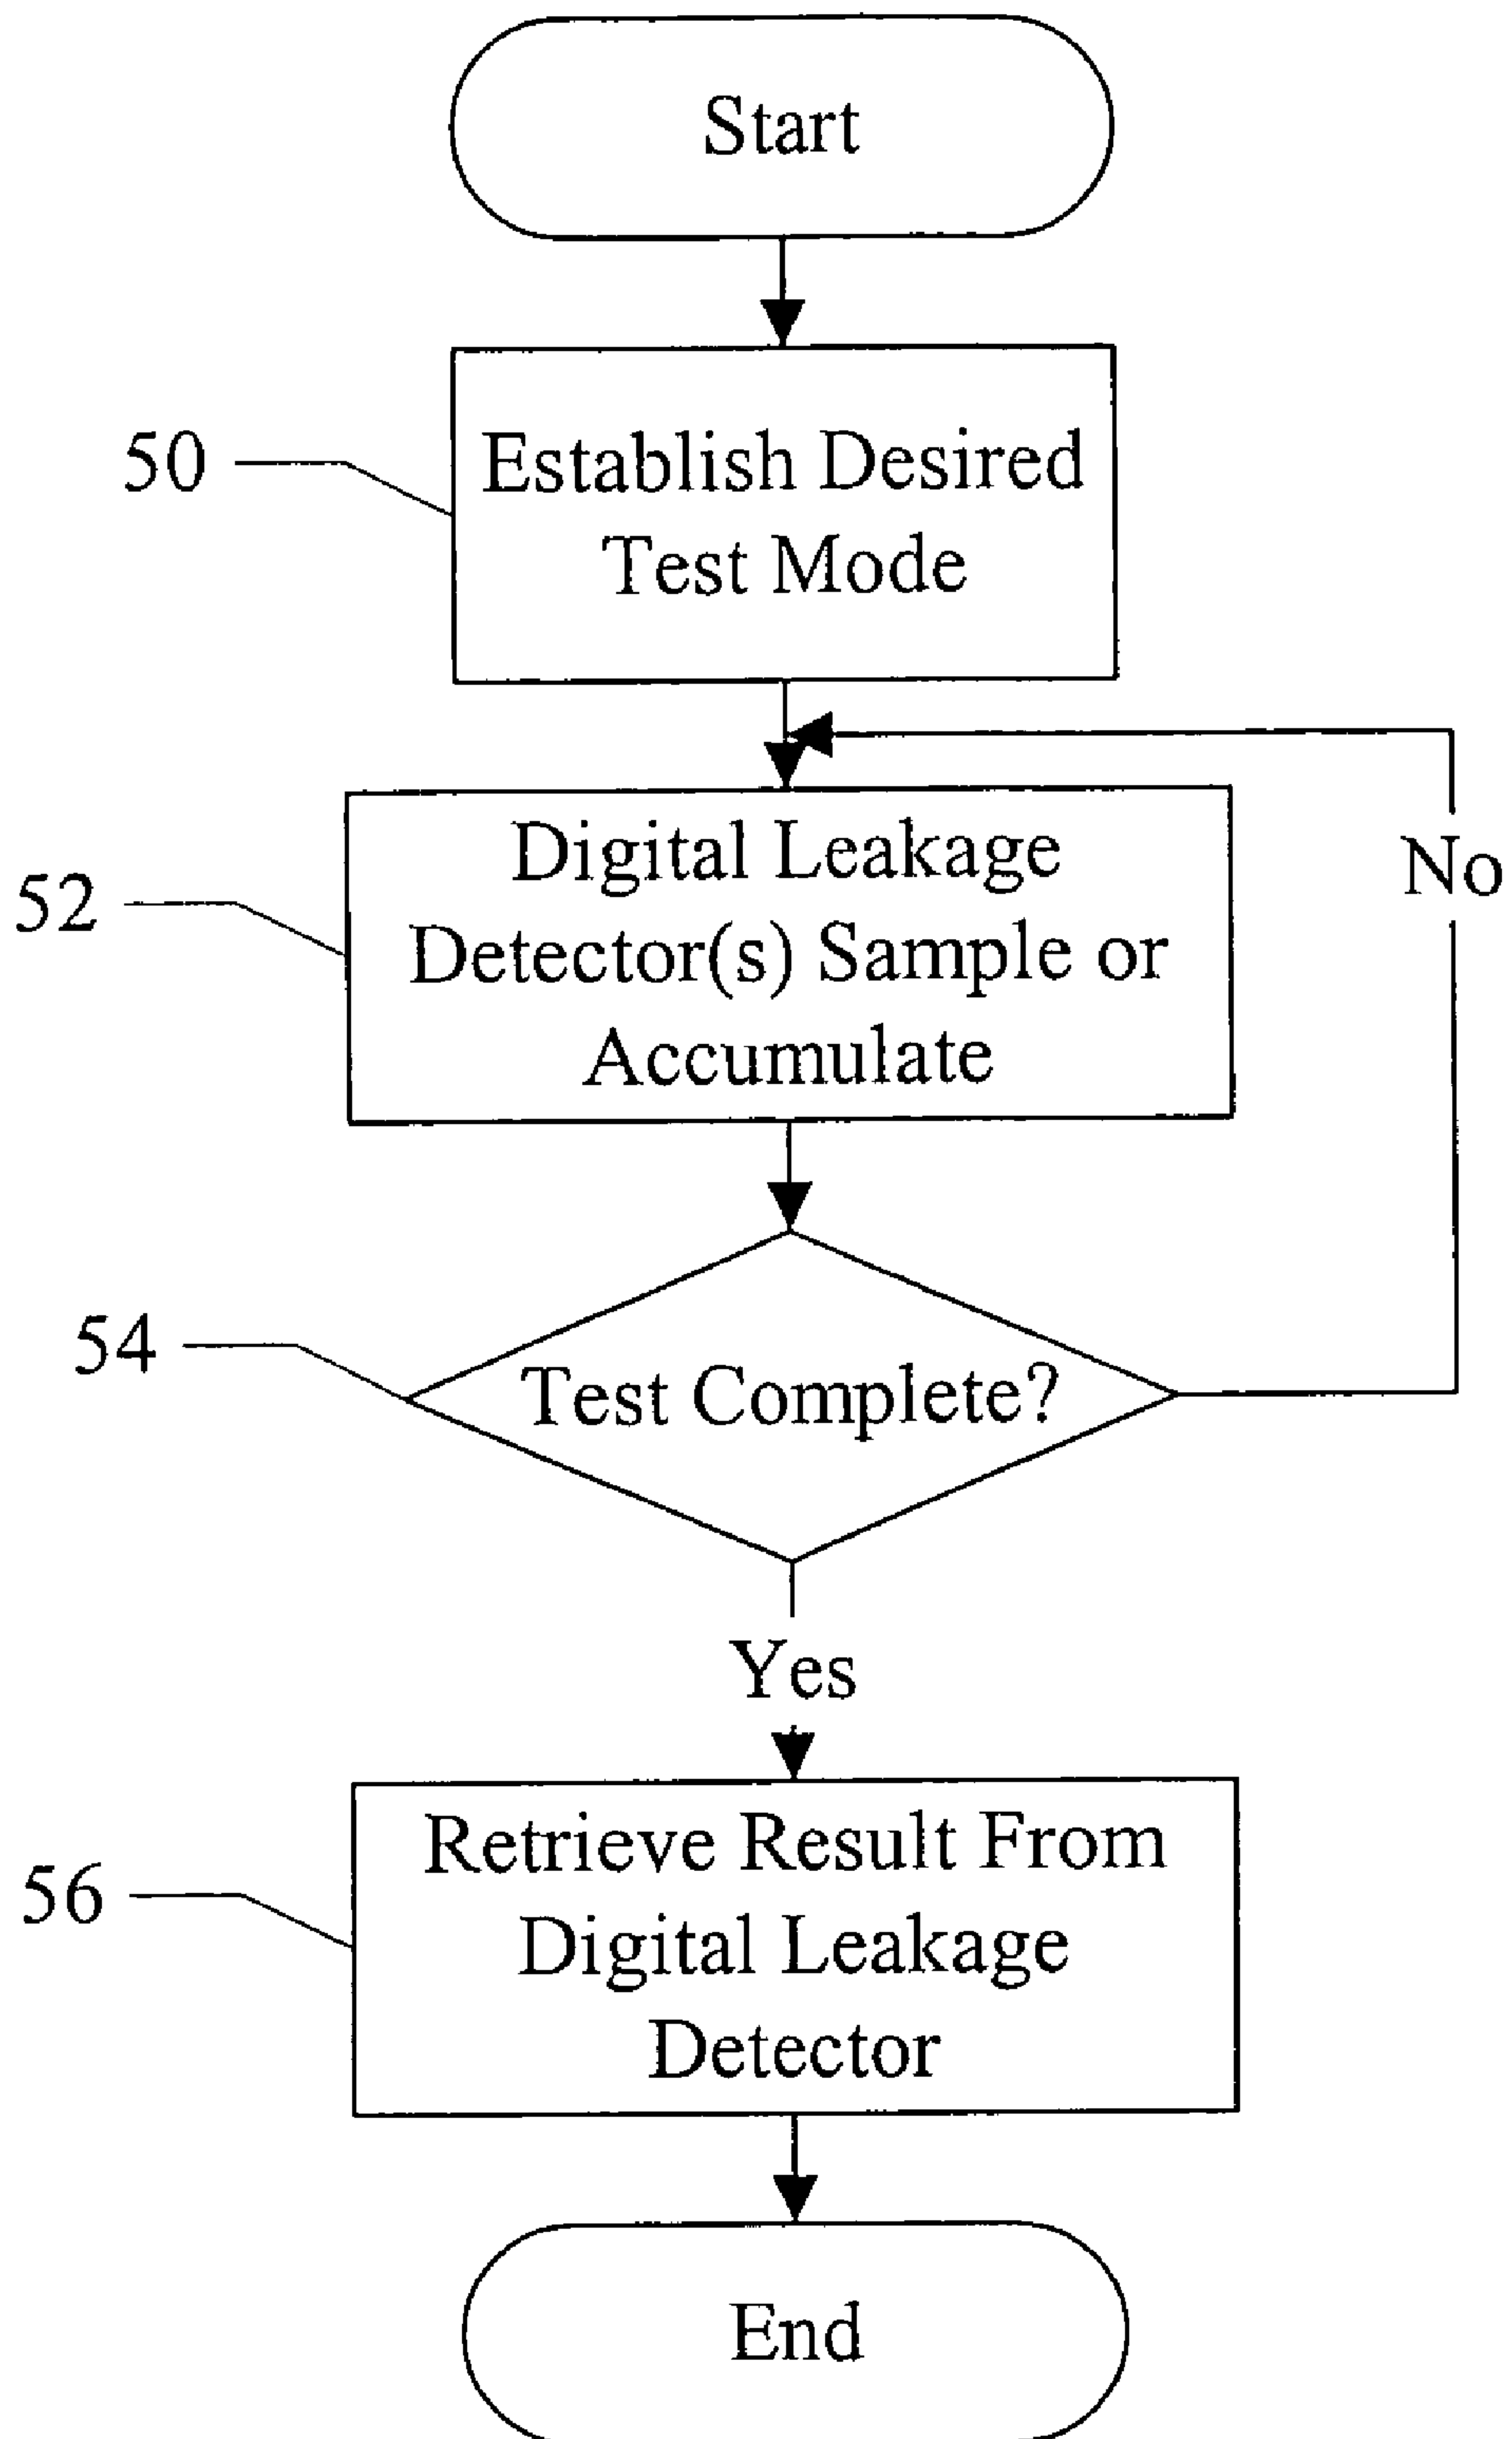 Start
50
Establish Desired
Test Mode
52
Digital Leakage
Detector(s) Sample or
Accumulate
No
54
Test Complete?
Yes
56
Retrieve Result From
Digital Leakage
Detector
End